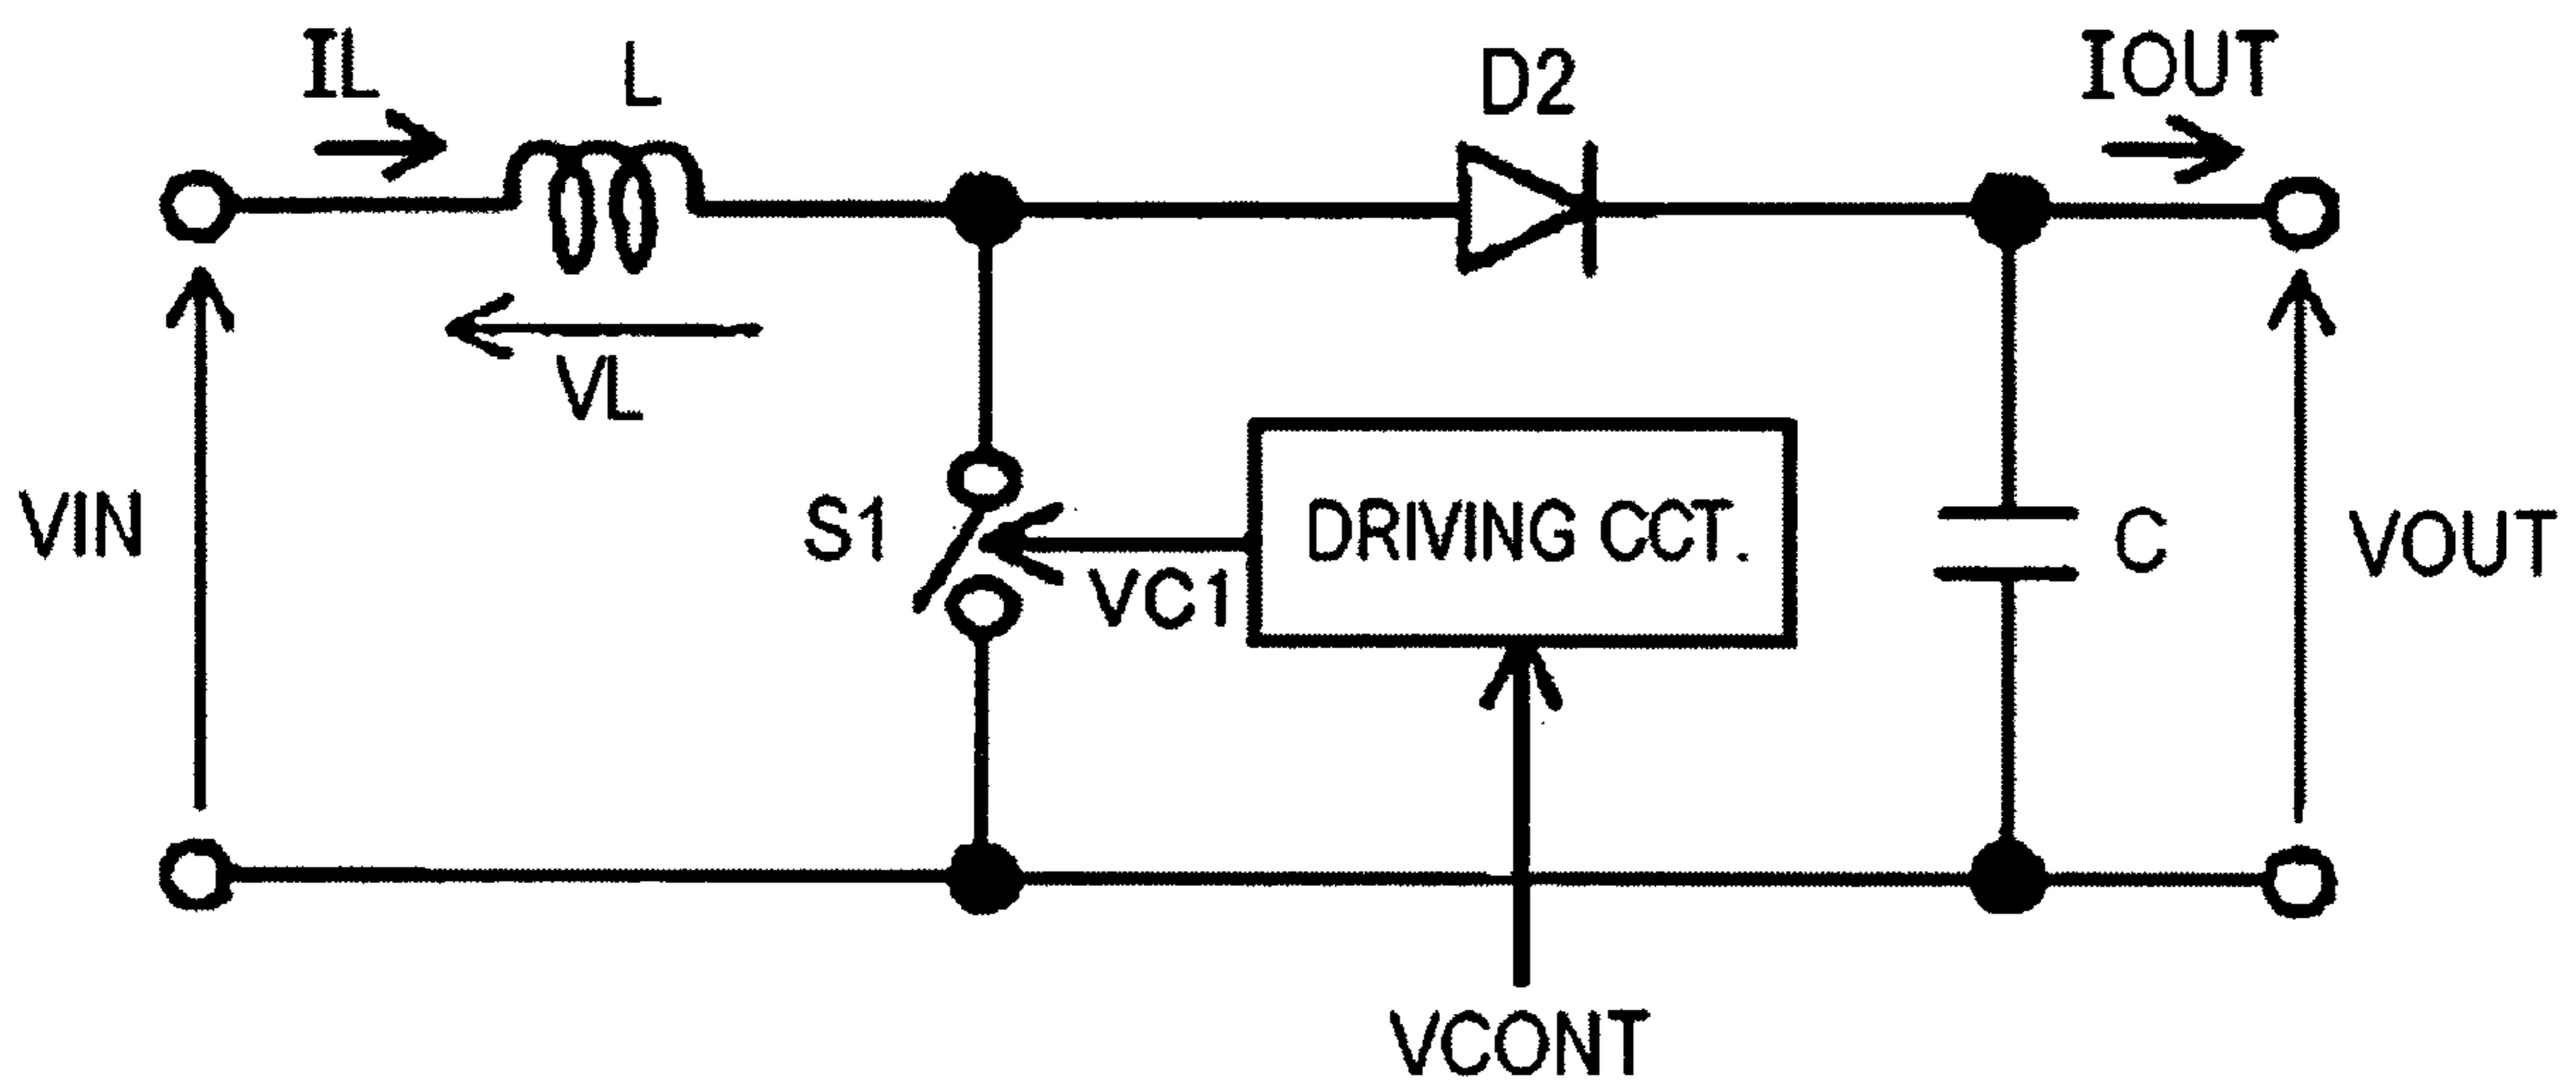 IL
L
D2
IOUT
VL
VIN
S1
DRIVING CCT.
VC1
C
VOUT
VCONT